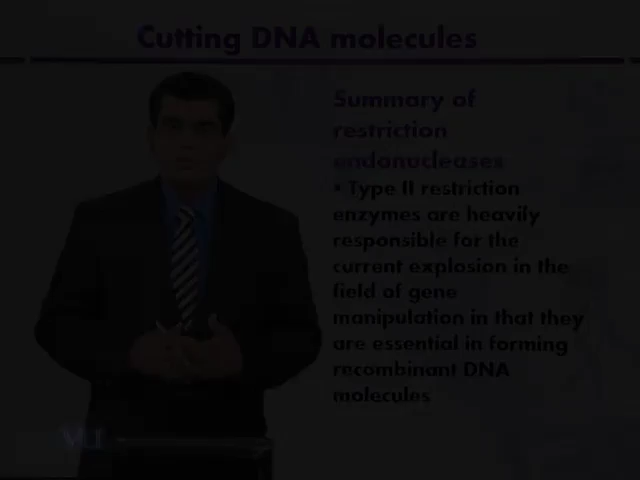 Cutting DNA molecules
Summary of
restriction
endonucleases
• Type II restriction
enzymes are heavily
responsible for the
current explosion in the
field of gene
manipulation in that they
are essential in forming
recombinant DNA
molecules
VU